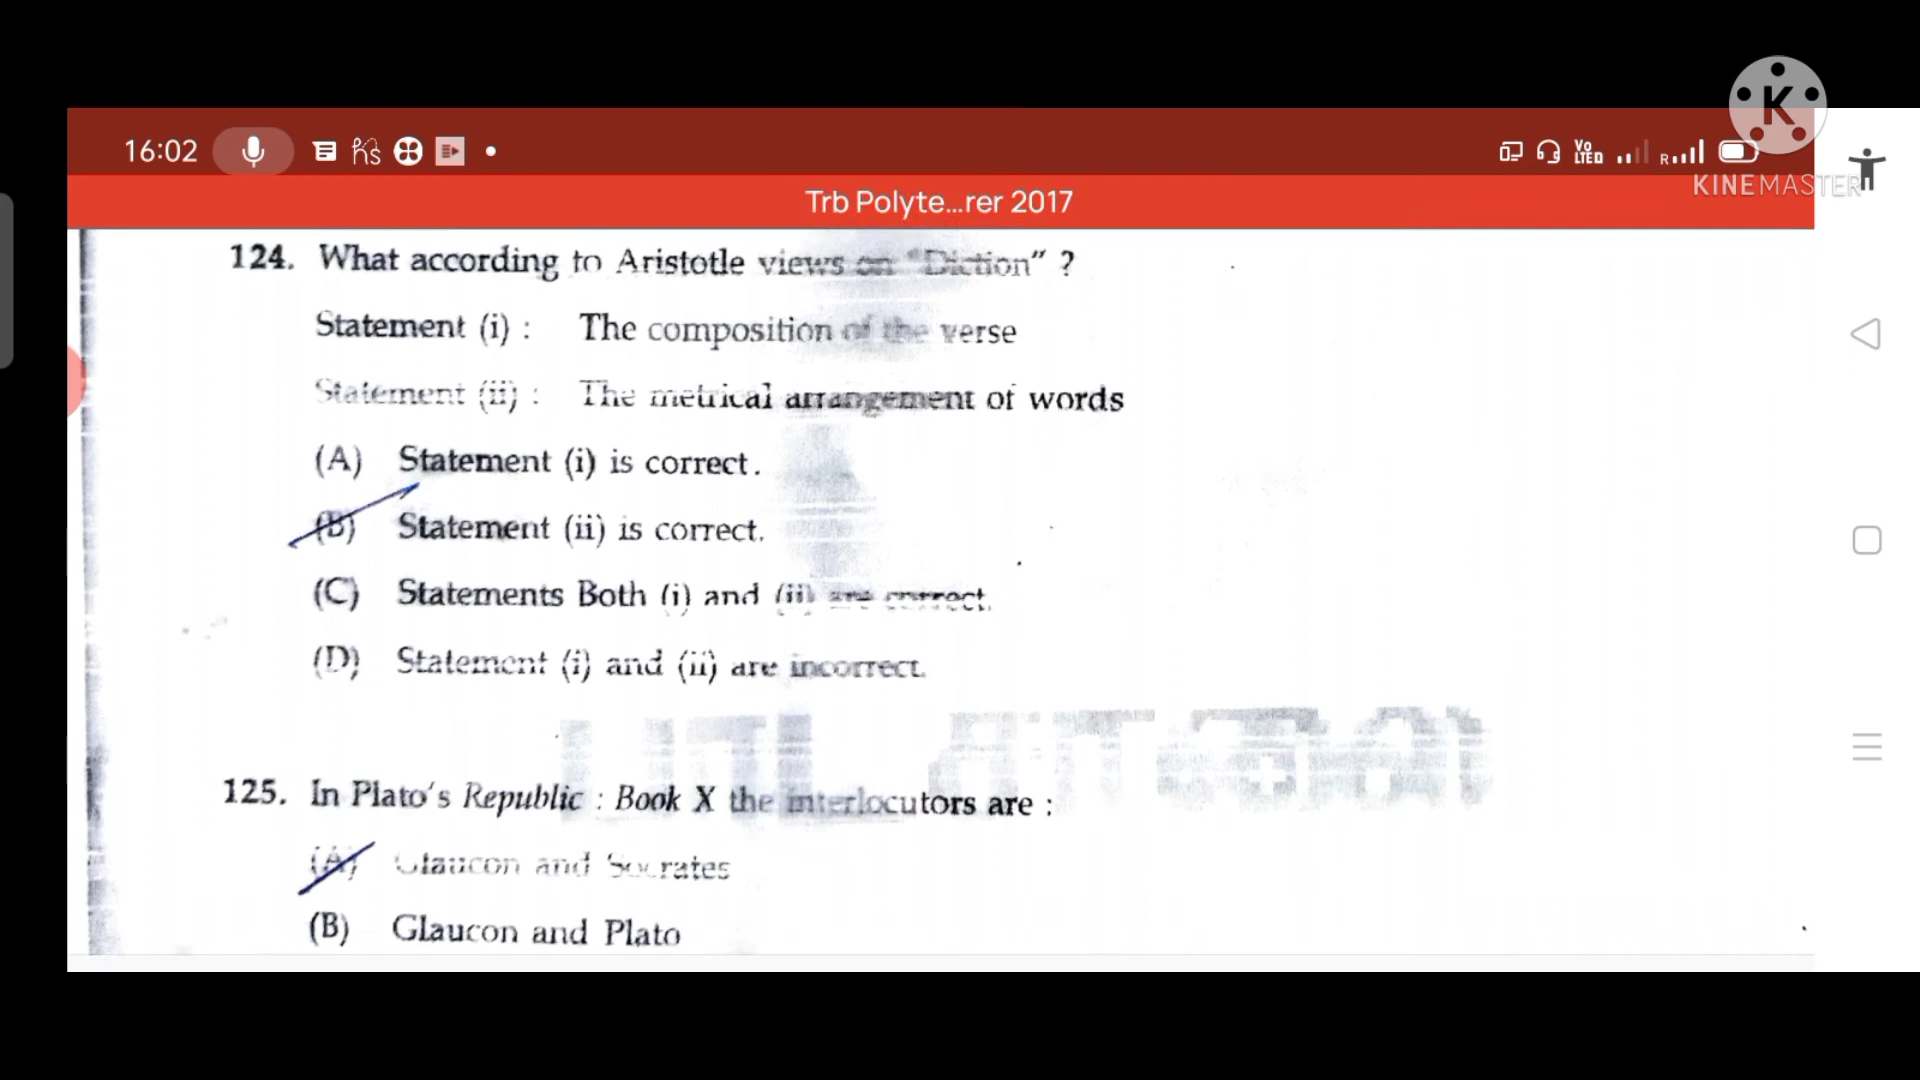 16:02
VoLTED R
KINEMASTER
Trb Polyte...rer 2017
124. What according to Aristotle views on "Diction" ?
Statement (i) : The composition of the verse
Statement (ii) : The metrical arrangement of words
(A) Statement (i) is correct.
(B) Statement (ii) is correct.
(C) Statements Both (i) and (ii) are correct.
(D) Statement (i) and (ii) are incorrect.
125. In Plato's Republic : Book X the interlocutors are :
(A) Glaucon and Socrates
(B) Glaucon and Plato